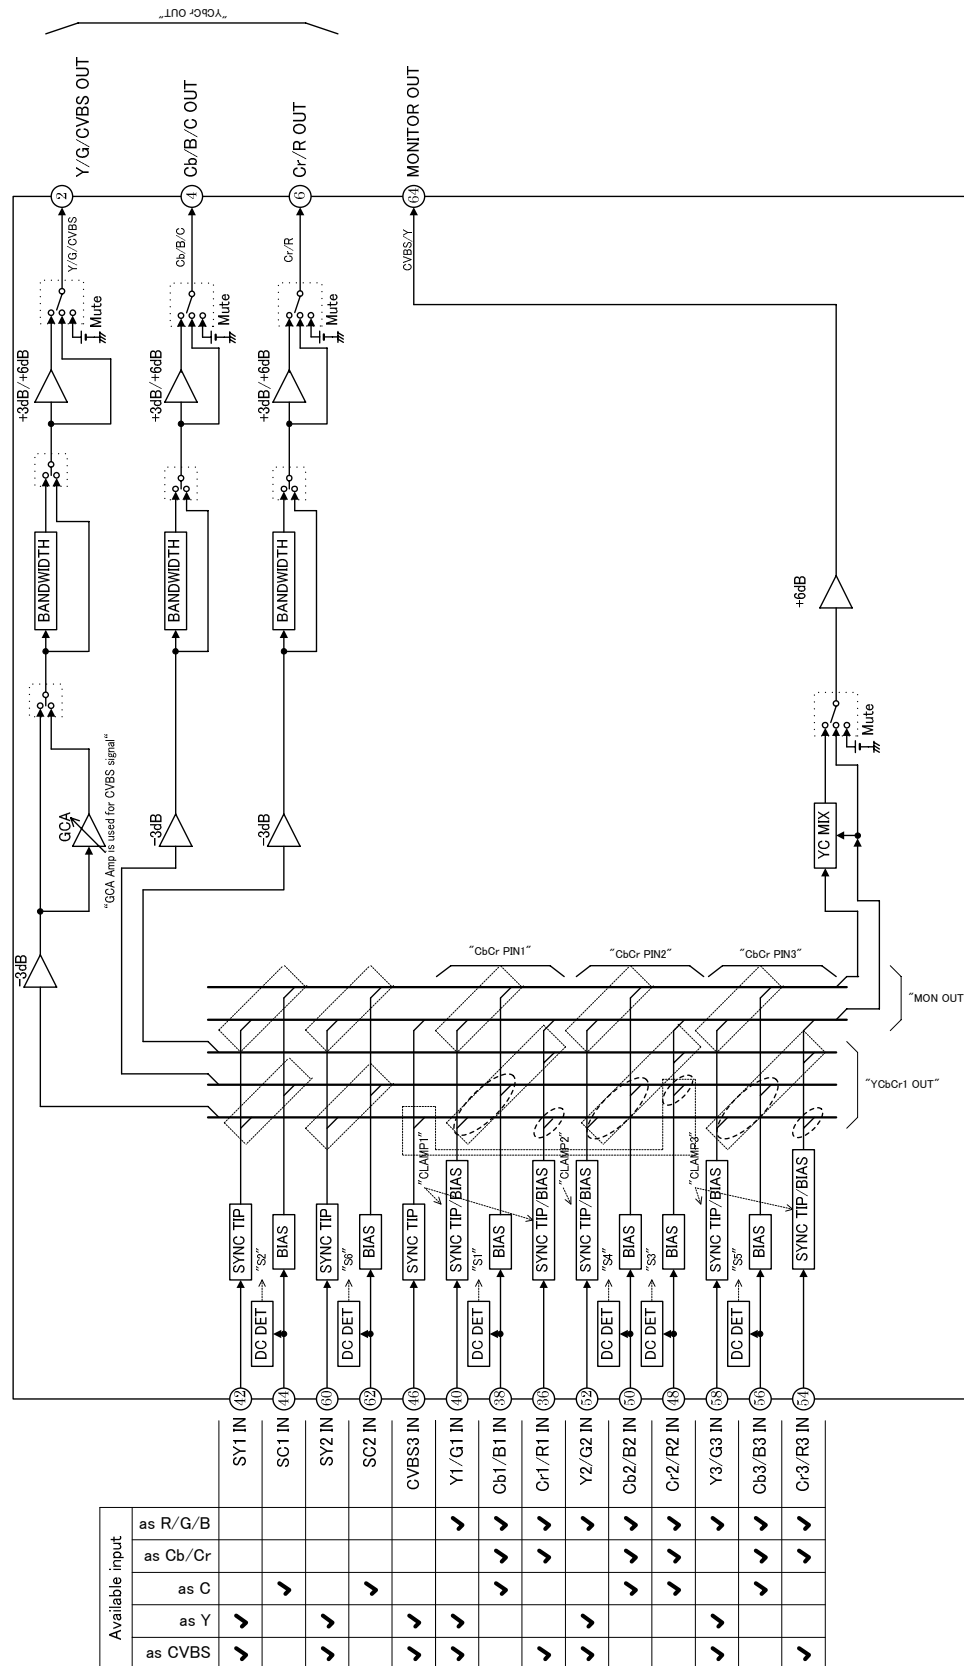 "YCbCr OUT"
Y/G/CVBS OUT
Cb/B/C OUT
Cr/R OUT
MONITOR OUT
2
4
6
64
Y/G/CVBS
Cb/B/C
Cr/R
CVBS/Y
Mute
Mute
Mute
+3dB/+6dB
+3dB/+6dB
+3dB/+6dB
BANDWIDTH
BANDWIDTH
BANDWIDTH
+6dB
GCA
"GCA Amp is used for CVBS signal"
-3dB
-3dB
-3dB
Mute
YC MIX
"CbCr PIN1"
"CbCr PIN2"
"CbCr PIN3"
"MON OUT
"YCbCr1 OUT"
"CLAMP1"
"CLAMP2"
"CLAMP3"
SYNC TIP
BIAS
SYNC TIP
BIAS
SYNC TIP
SYNC TIP/BIAS
BIAS
SYNC TIP/BIAS
SYNC TIP/BIAS
BIAS
BIAS
SYNC TIP/BIAS
BIAS
SYNC TIP/BIAS
"S2"
"S6"
"S1"
"S4"
"S3"
"S5"
DC DET
DC DET
DC DET
DC DET
DC DET
DC DET
SY1 IN 42
SC1 IN 44
SY2 IN 60
SC2 IN 62
CVBS3 IN 46
Y1/G1 IN 40
Cb1/B1 IN 38
Cr1/R1 IN 36
Y2/G2 IN 52
Cb2/B2 IN 50
Cr2/R2 IN 48
Y3/G3 IN 58
Cb3/B3 IN 56
Cr3/R3 IN 54
Available input
as R/G/B
as Cb/Cr
as C
as Y
as CVBS